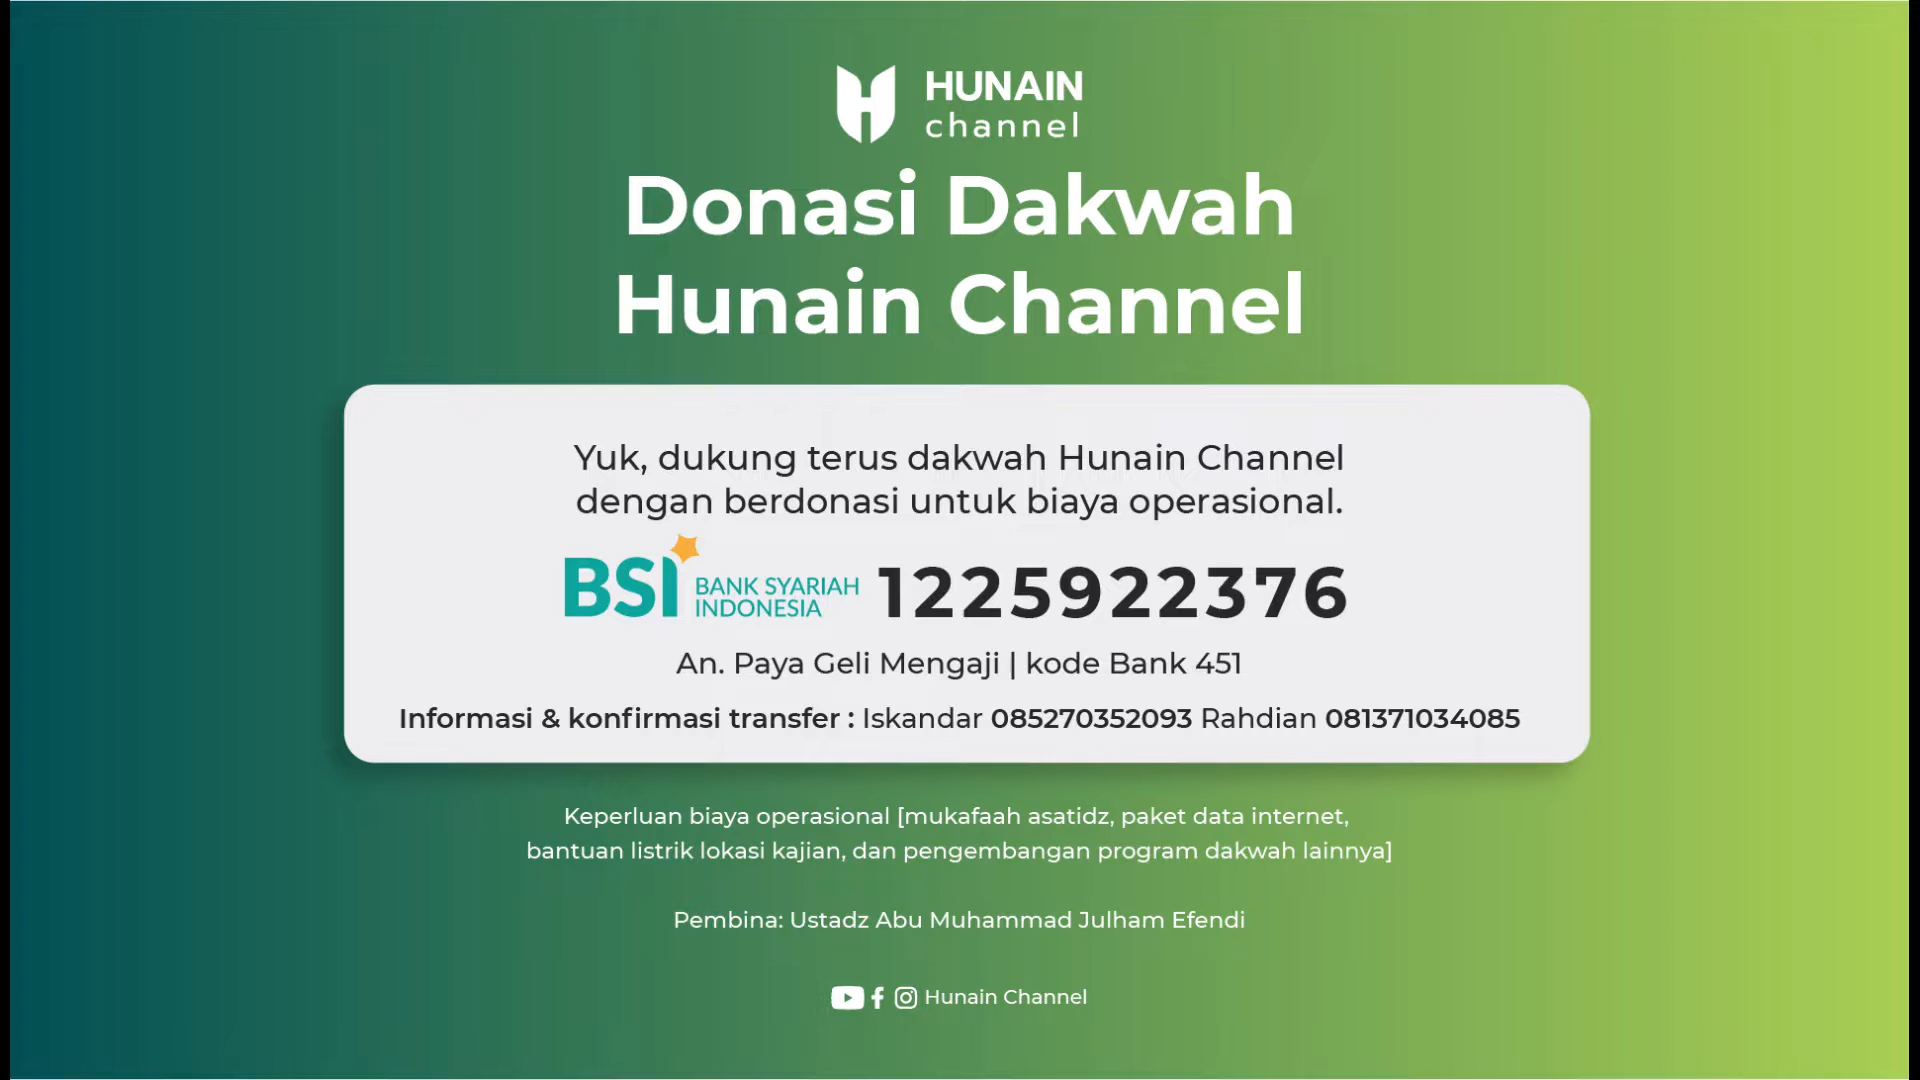 HUNAIN
channel
Donasi Dakwah
Hunain Channel
Yuk, dukung terus dakwah Hunain Channel
dengan berdonasi untuk biaya operasional.
BSI BANK SYARIAH INDONESIA 1225922376
An. Paya Geli Mengaji | kode Bank 451
Informasi & konfirmasi transfer : Iskandar 085270352093 Rahdian 081371034085
Keperluan biaya operasional [mukafaah asatidz, paket data internet,
bantuan listrik lokasi kajian, dan pengembangan program dakwah lainnya]
Pembina: Ustadz Abu Muhammad Julham Efendi
Hunain Channel